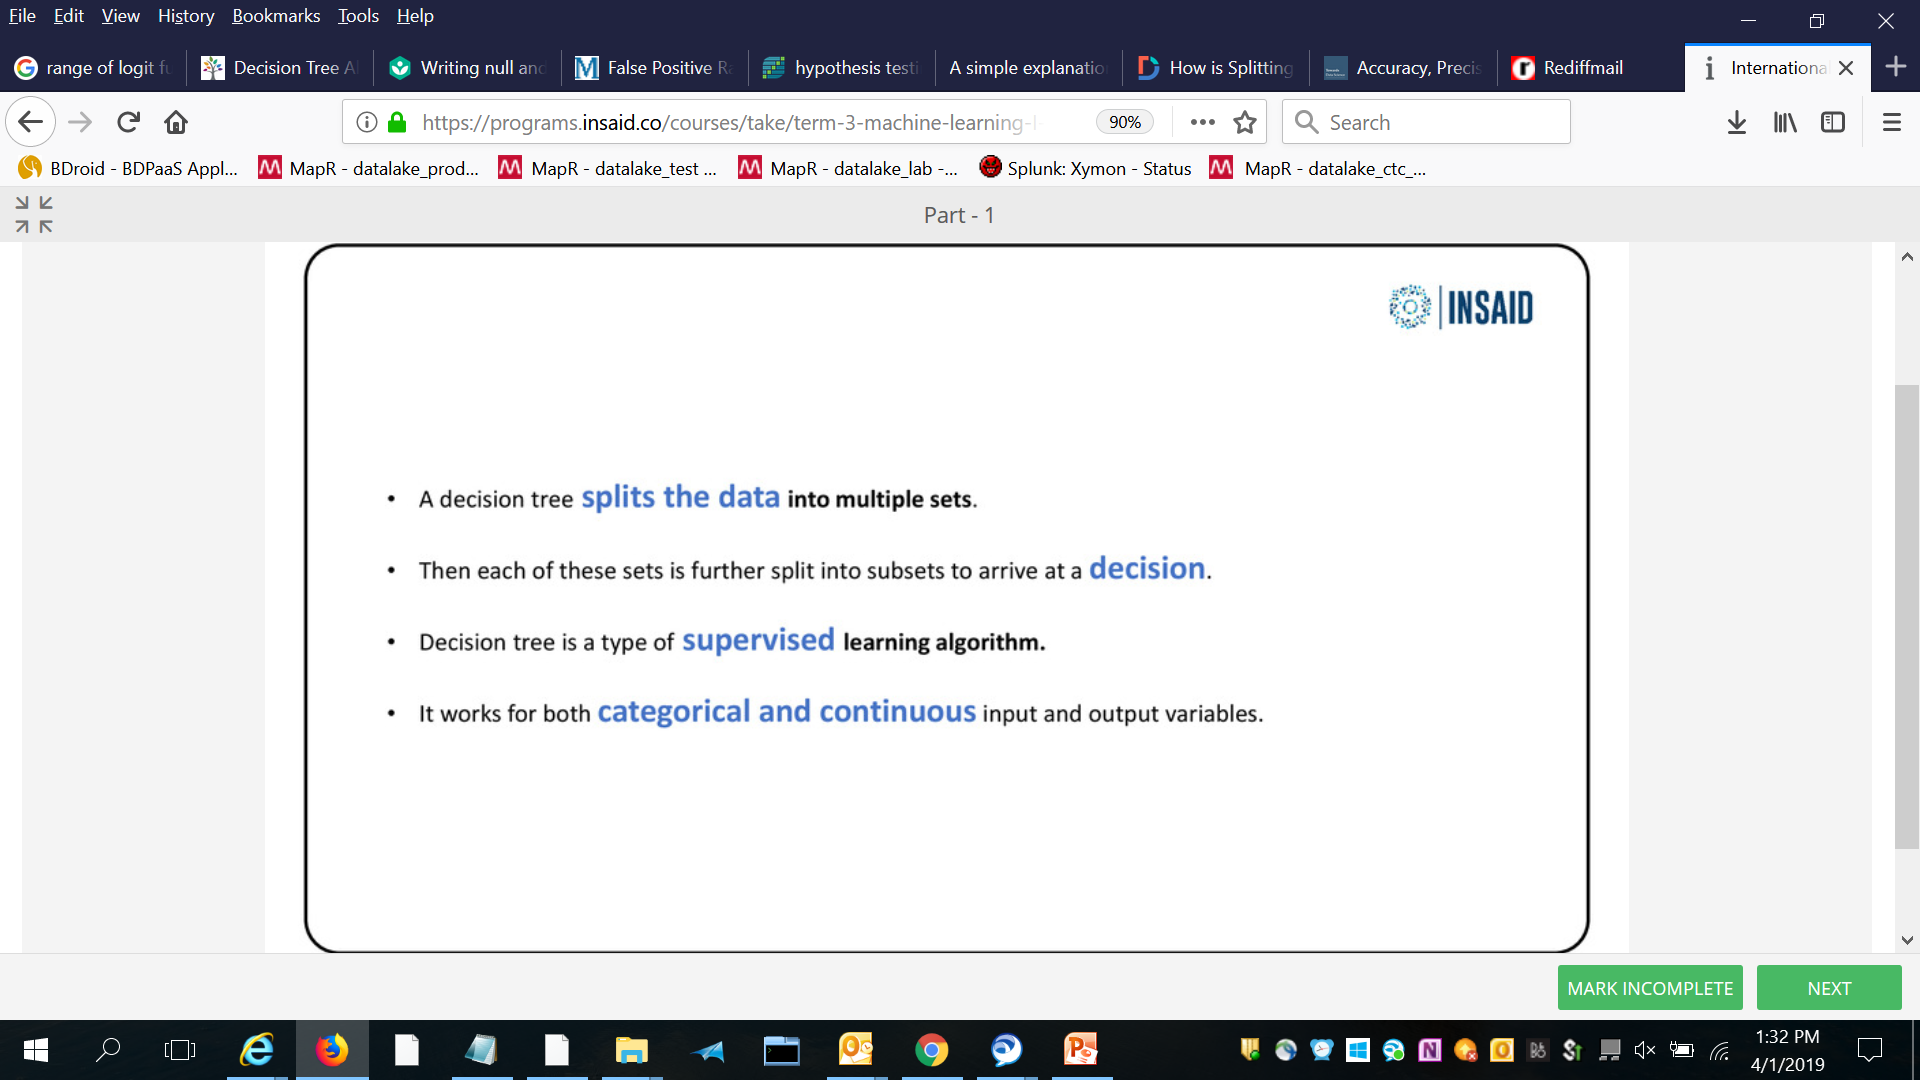 File Edit View History Bookmarks Tools Help
range of logit fu
Decision Tree Al
Writing null and
False Positive Ra
hypothesis testi
A simple explanation
How is Splitting
Accuracy, Precis
Rediffmail
International
https://programs.insaid.co/courses/take/term-3-machine-learning-l
90%
Search
BDroid - BDPaaS Appl...
MapR - datalake_prod...
MapR - datalake_test ...
MapR - datalake_lab -...
Splunk: Xymon - Status
MapR - datalake_ctc_...
Part - 1
INSAID
• A decision tree splits the data into multiple sets.
• Then each of these sets is further split into subsets to arrive at a decision.
• Decision tree is a type of supervised learning algorithm.
• It works for both categorical and continuous input and output variables.
MARK INCOMPLETE
NEXT
1:32 PM
4/1/2019